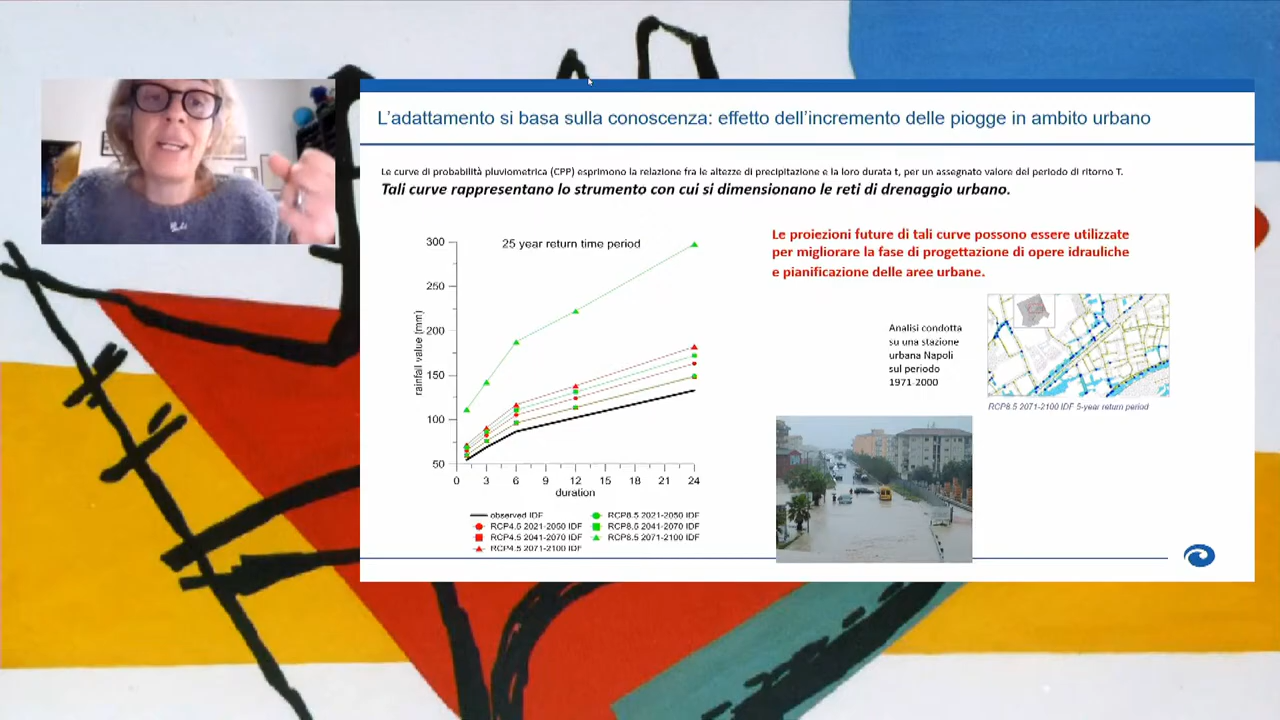 L'adattamento si basa sulla conoscenza: effetto dell'incremento delle piogge in ambito urbano
Le curve di probabilità pluviometrica (CPP) esprimono la relazione fra le altezze di precipitazione e la loro durata t, per un assegnato valore del periodo di ritorno T.
Tali curve rappresentano lo strumento con cui si dimensionano le reti di drenaggio urbano.
25 year return time period
rainfall value (mm)
300
250
200
150
100
50
0 3 6 9 12 15 18 21 24
duration
observed IDF
RCP4.5 2021-2050 IDF
RCP4.5 2041-2070 IDF
RCP4.5 2071-2100 IDF
RCP8.5 2021-2050 IDF
RCP8.5 2041-2070 IDF
RCP8.5 2071-2100 IDF
Le proiezioni future di tali curve possono essere utilizzate
per migliorare la fase di progettazione di opere idrauliche
e pianificazione delle aree urbane.
Analisi condotta
su una stazione
urbana Napoli
sul periodo
1971-2000
RCP8.5 2071-2100 IDF 5-year return period